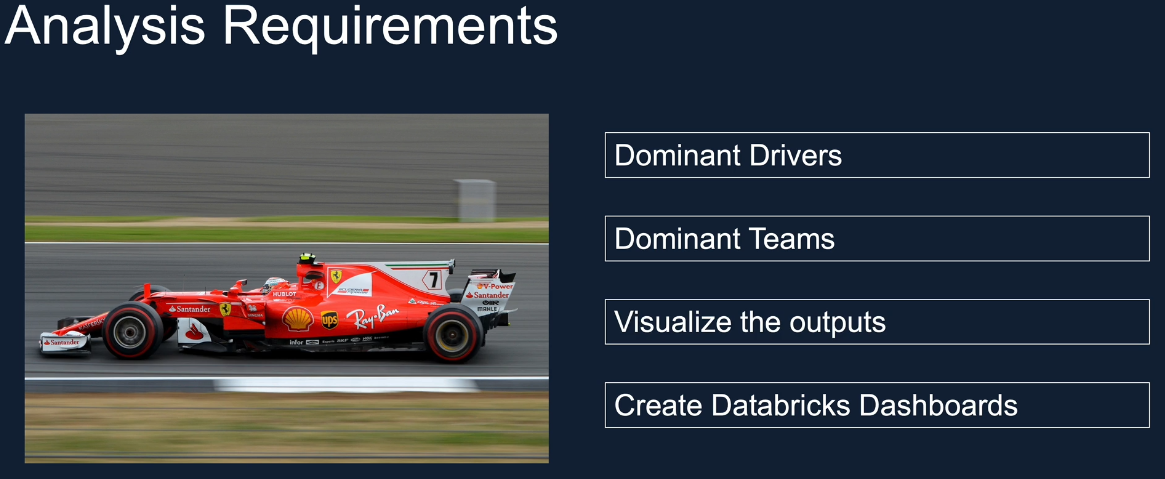 Analysis Requirements
Dominant Drivers
Dominant Teams
Visualize the outputs
Create Databricks Dashboards
7
V-Power
Santander
MAHLE
HUBLOT
Santander
ups
Ray-Ban
infor
Santander